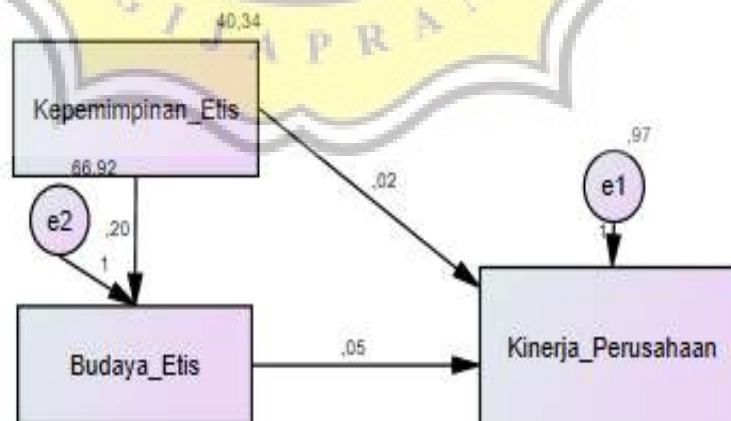 G I J A P R A
40,34
Kepemimpinan_Etis
66,92
,97
e1
,02
e2
,20
1
1
Budaya_Etis
,05
Kinerja_Perusahaan